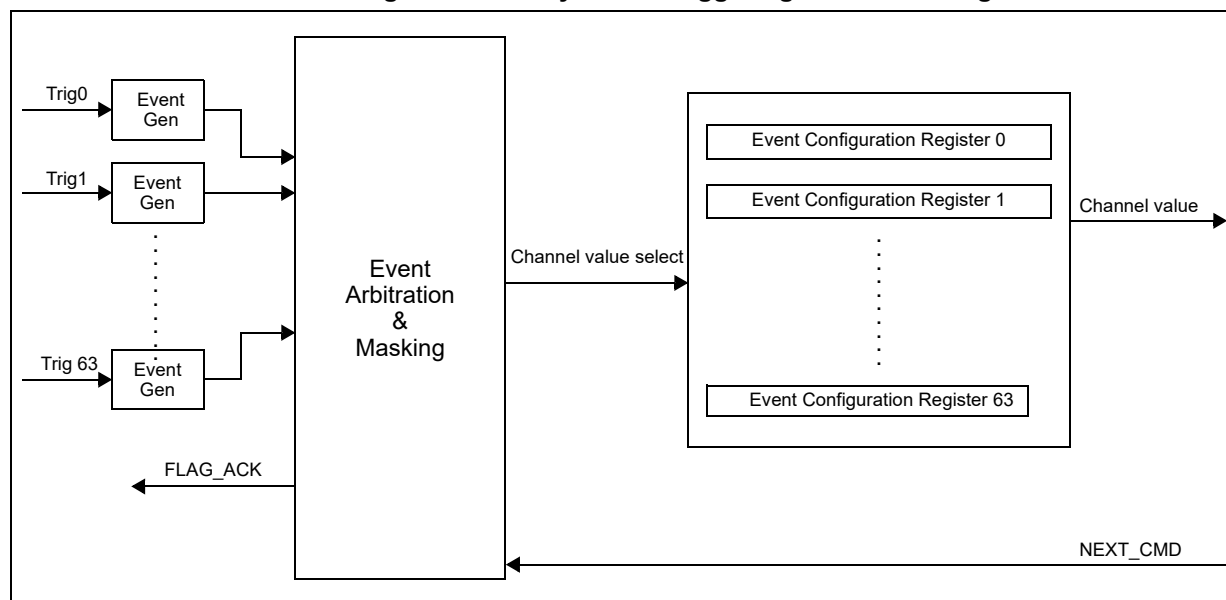 Trig0
Event
Gen
Trig1
Event
Gen
Trig 63
Event
Gen
FLAG_ACK
Event
Arbitration
&
Masking
Channel value select
Event Configuration Register 0
Event Configuration Register 1
Event Configuration Register 63
Channel value
NEXT_CMD